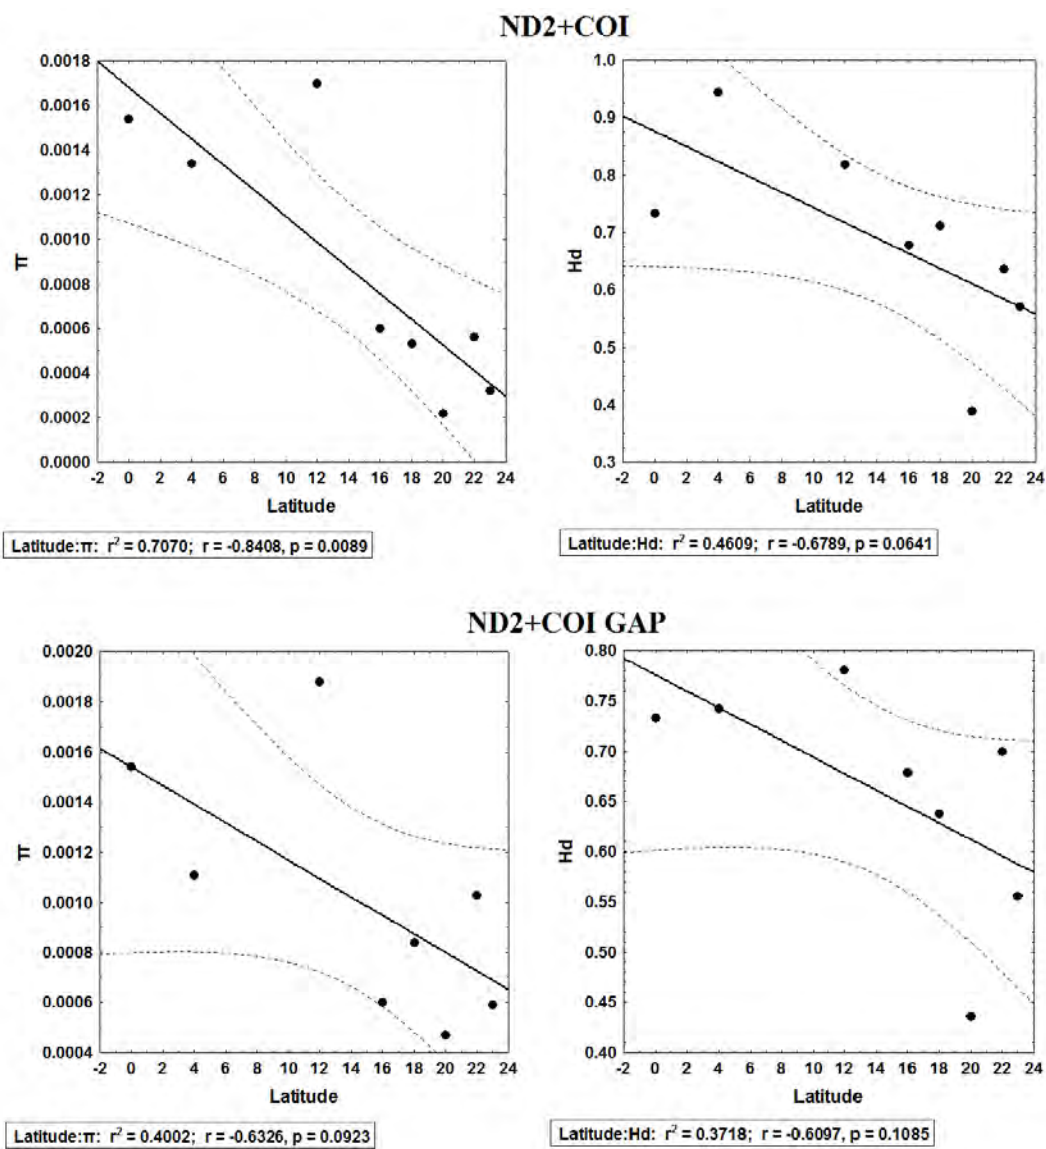 ND2+COI
0.0018
0.0016
0.0014
0.0012
0.0010
0.0008
0.0006
0.0004
0.0002
0.0000
π
-2 0 2 4 6 8 10 12 14 16 18 20 22 24
Latitude
Latitude:π: r² = 0.7070; r = -0.8408, p = 0.0089
1.0
0.9
0.8
0.7
0.6
0.5
0.4
0.3
Hd
-2 0 2 4 6 8 10 12 14 16 18 20 22 24
Latitude
Latitude:Hd: r² = 0.4609; r = -0.6789, p = 0.0641
ND2+COI GAP
0.0020
0.0018
0.0016
0.0014
0.0012
0.0010
0.0008
0.0006
0.0004
π
-2 0 2 4 6 8 10 12 14 16 18 20 22 24
Latitude
Latitude:π: r² = 0.4002; r = -0.6326, p = 0.0923
0.80
0.75
0.70
0.65
0.60
0.55
0.50
0.45
0.40
Hd
-2 0 2 4 6 8 10 12 14 16 18 20 22 24
Latitude
Latitude:Hd: r² = 0.3718; r = -0.6097, p = 0.1085